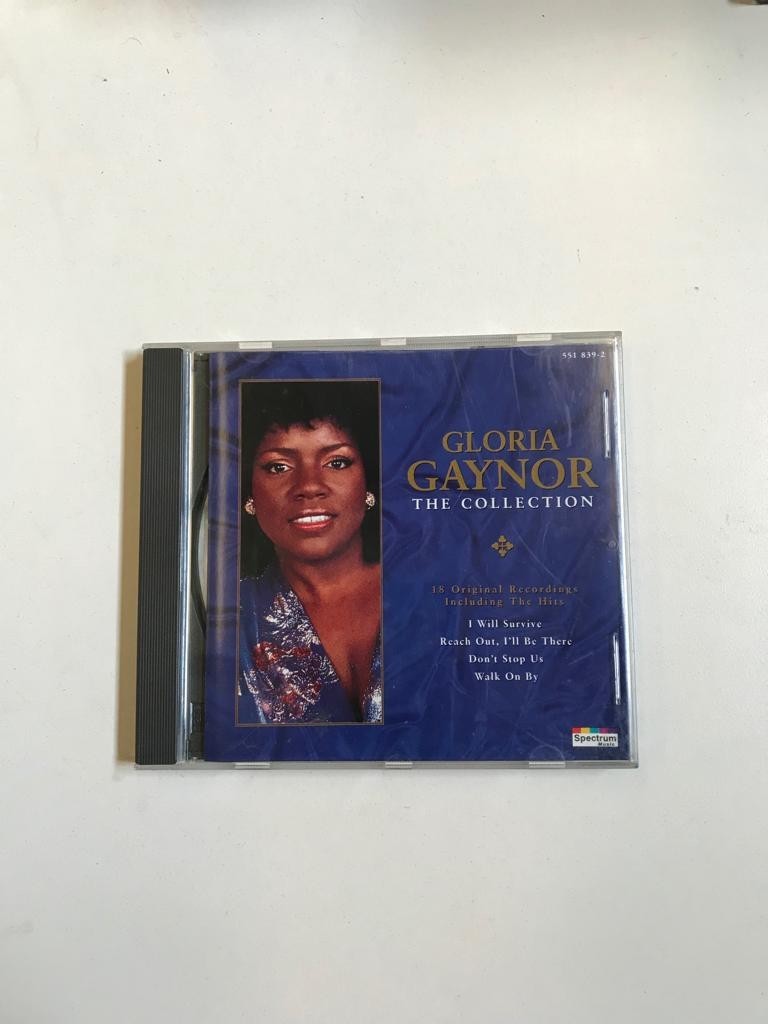 551 839-2
GLORIA
GAYNOR
THE COLLECTION
18 Original Recordings
Including The Hits
I Will Survive
Reach Out, I'll Be There
Don't Stop Us
Walk On By
Spectrum
Music